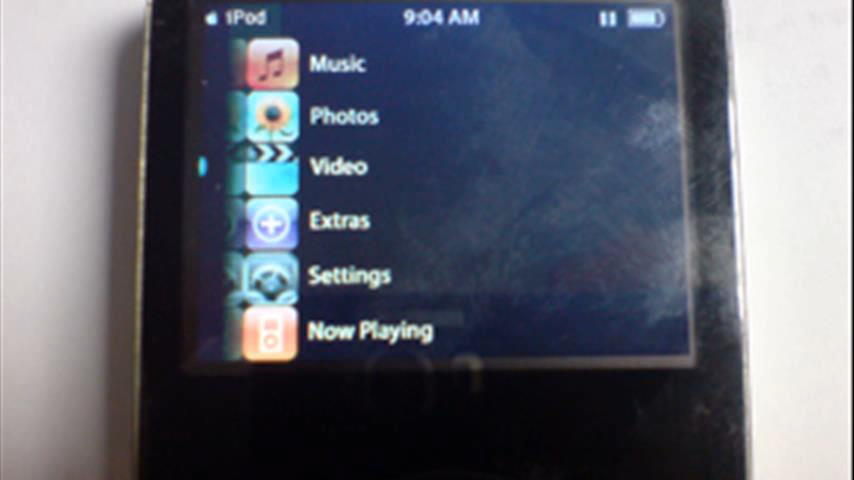 iPod 9:04 AM
Music
Photos
Video
Extras
Settings
Now Playing